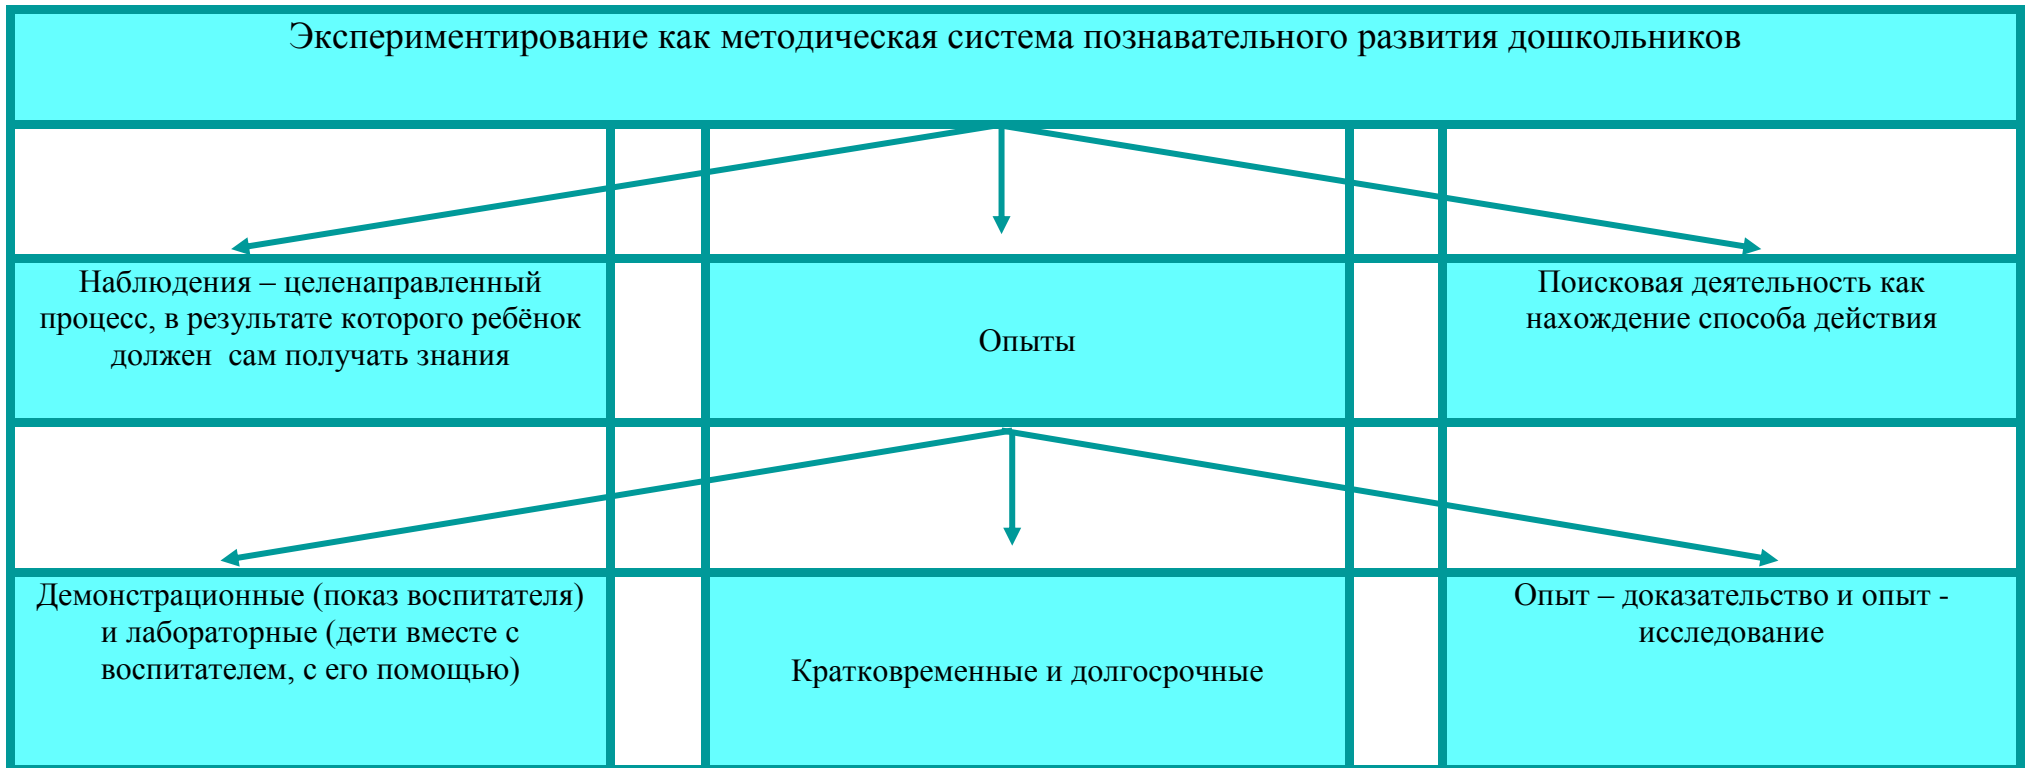 Экспериментирование как методическая система познавательного развития дошкольников
Наблюдения – целенаправленный
процесс, в результате которого ребёнок
должен  сам получать знания
Опыты
Поисковая деятельность как
нахождение способа действия
Демонстрационные (показ воспитателя)
и лабораторные (дети вместе с
воспитателем, с его помощью)
Кратковременные и долгосрочные
Опыт – доказательство и опыт -
исследование